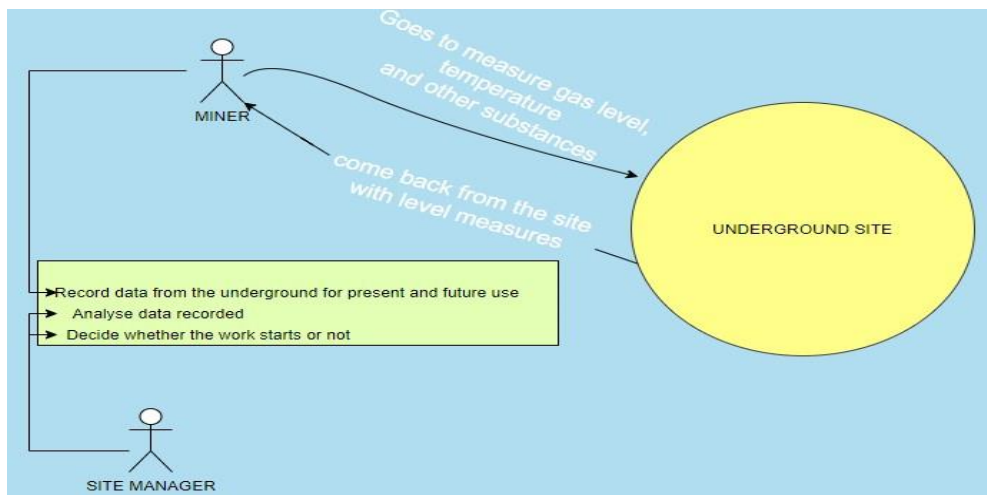 Goes to measure gas level,
temperature
and other substances
MINER
come back from the site
with level measures
UNDERGROUND SITE
Record data from the underground for present and future use
Analyse data recorded
Decide whether the work starts or not
SITE MANAGER